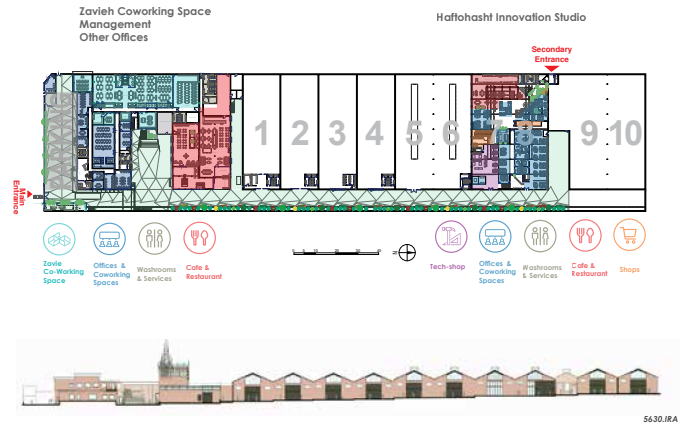 Zavieh Coworking Space
Management
Other Offices
Haftohasht Innovation Studio
Secondary
Entrance
1 2 3 4 5 6 7 8 9 10
Main
Entrance
Zavie
Co-Working
Space
Offices &
Coworking
Spaces
Washrooms
& Services
Cafe &
Restaurant
N
Tech-shop
Offices &
Coworking
Spaces
Washrooms
& Services
Cafe &
Restaurant
Shops
5630.IRA